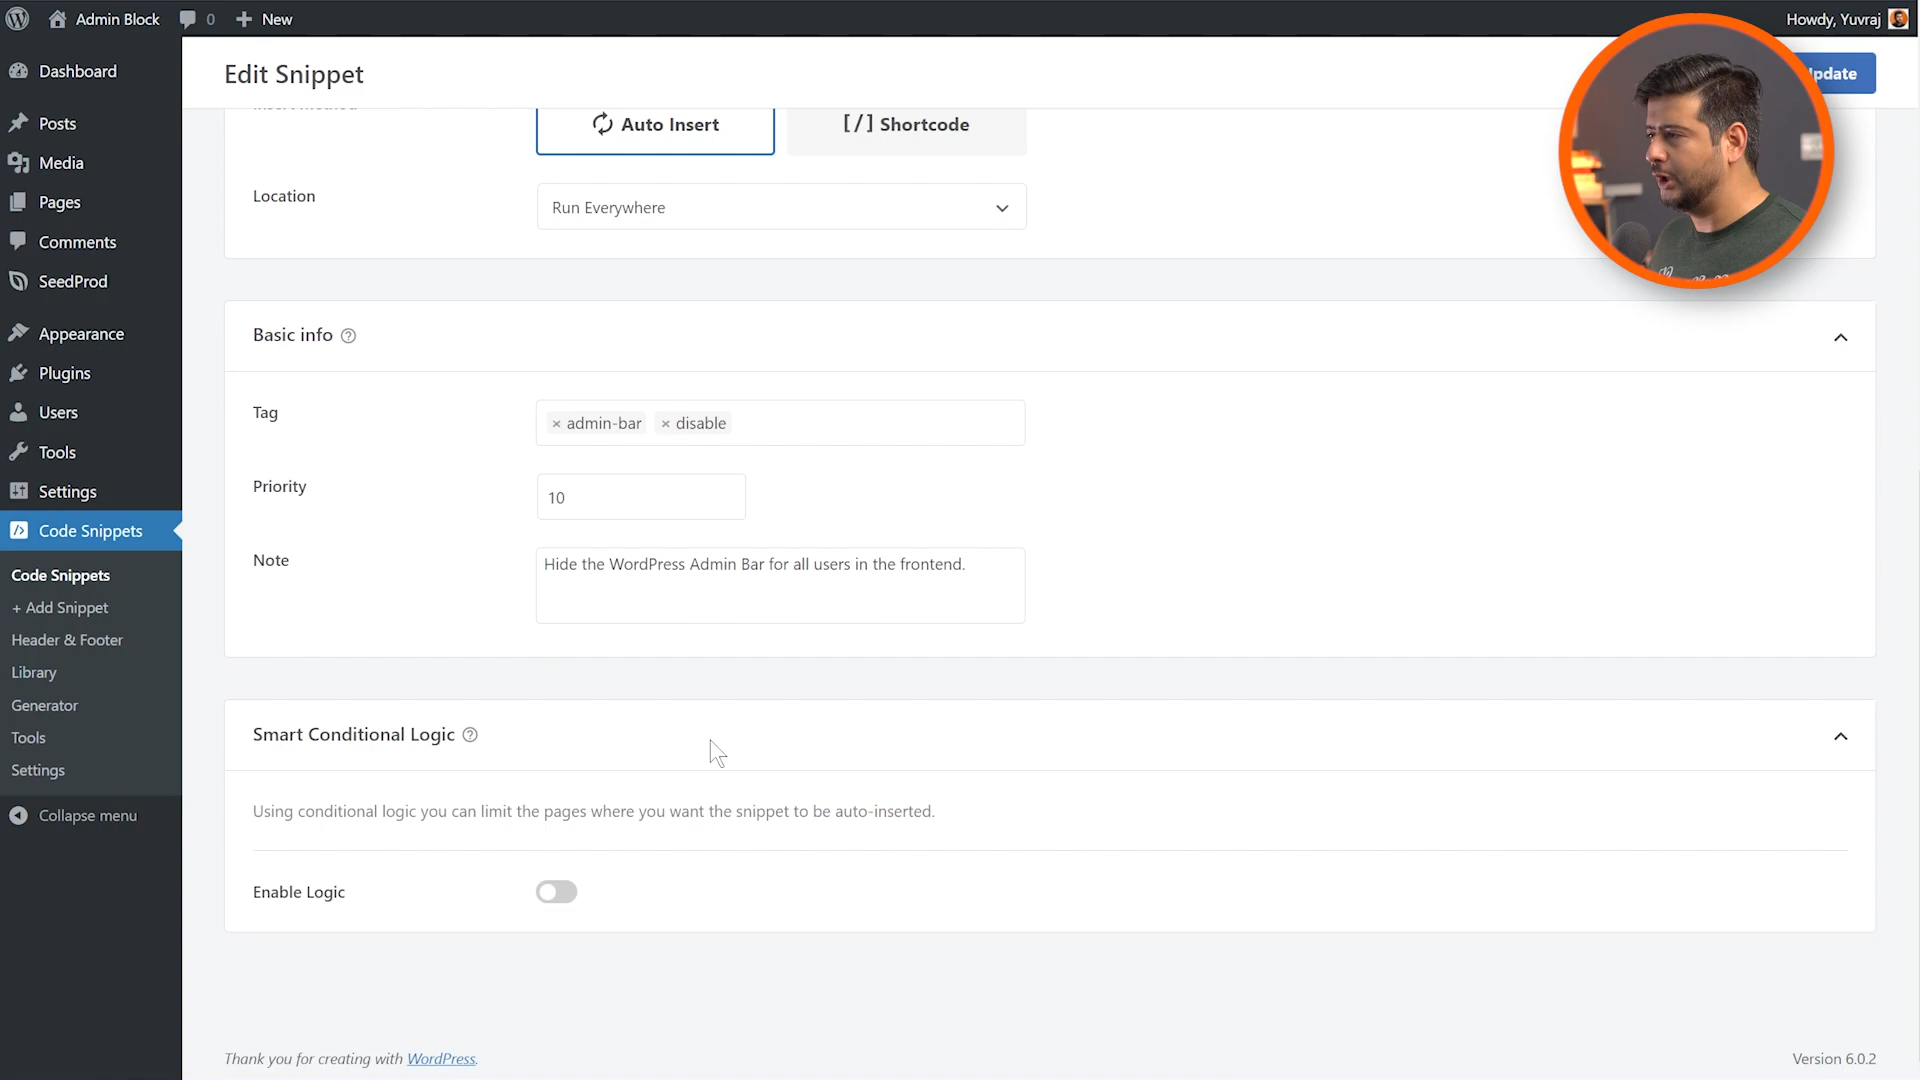 Admin Block
0
New
Howdy, Yuvraj
Dashboard
Posts
Media
Pages
Comments
SeedProd
Appearance
Plugins
Users
Tools
Settings
Code Snippets
Code Snippets
+ Add Snippet
Header & Footer
Library
Generator
Tools
Settings
Collapse menu
Edit Snippet
Update
Auto Insert
[/] Shortcode
Location
Run Everywhere
Basic info
Tag
× admin-bar × disable
Priority
10
Note
Hide the WordPress Admin Bar for all users in the frontend.
Smart Conditional Logic
Using conditional logic you can limit the pages where you want the snippet to be auto-inserted.
Enable Logic
Thank you for creating with WordPress.
Version 6.0.2